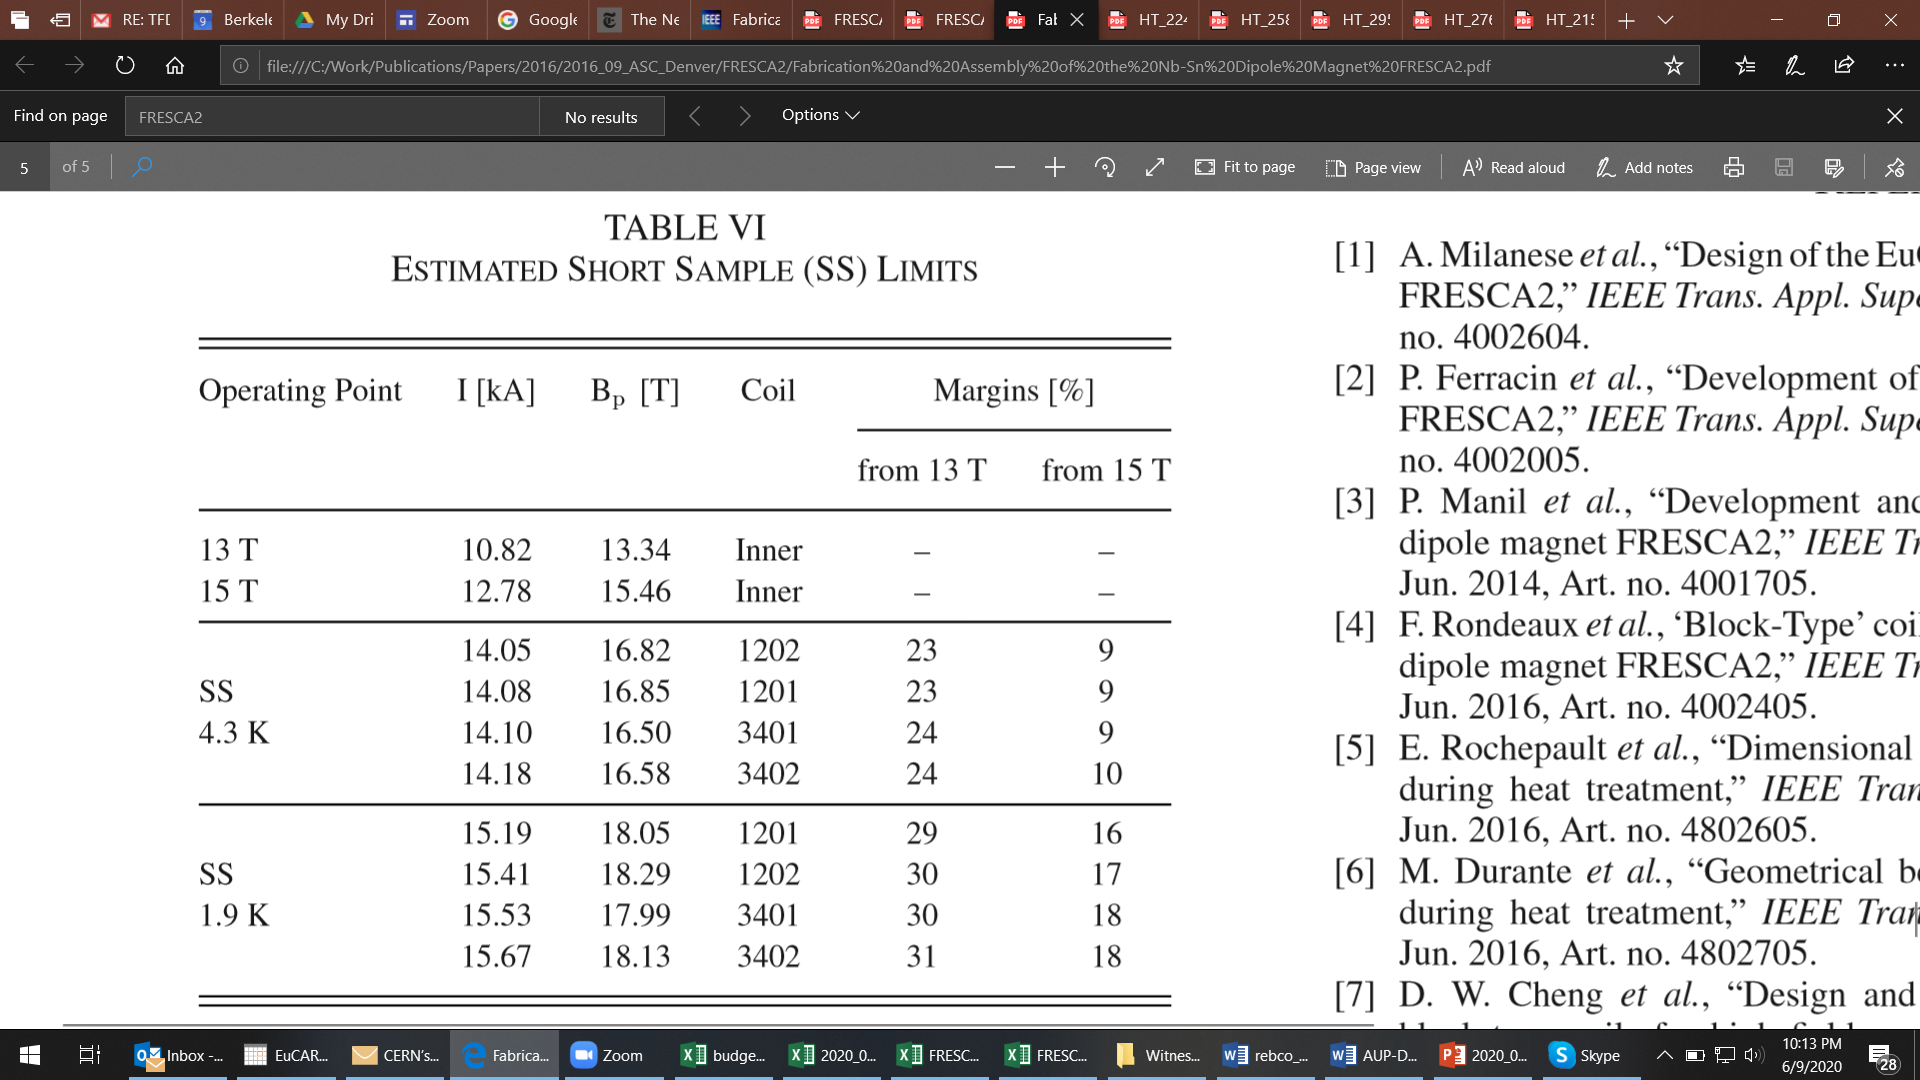 RE: TFD
9
Berkele
My Dri
Zoom
Google
The Ne
IEEE
Fabrica
PDF
FRESCA
PDF
FRESCA
PDF
Fab
PDF
HT_224
PDF
HT_258
PDF
HT_295
PDF
HT_276
PDF
HT_215
file:///C:/Work/Publications/Papers/2016/2016_09_ASC_Denver/FRESCA2/Fabrication%20and%20Assembly%20of%20the%20Nb-Sn%20Dipole%20Magnet%20FRESCA2.pdf
Find on page
FRESCA2
No results
Options
5
of 5
Fit to page
Page view
Read aloud
Add notes
TABLE VI
ESTIMATED SHORT SAMPLE (SS) LIMITS
Operating Point I [kA] Bp [T] Coil Margins [%]
from 13 T from 15 T
13 T 10.82 13.34 Inner – –
15 T 12.78 15.46 Inner – –
14.05 16.82 1202 23 9
SS 14.08 16.85 1201 23 9
4.3 K 14.10 16.50 3401 24 9
14.18 16.58 3402 24 10
15.19 18.05 1201 29 16
SS 15.41 18.29 1202 30 17
1.9 K 15.53 17.99 3401 30 18
15.67 18.13 3402 31 18
[1] A. Milanese et al., “Design of the Eu
FRESCA2,” IEEE Trans. Appl. Supe
no. 4002604.
[2] P. Ferracin et al., “Development of
FRESCA2,” IEEE Trans. Appl. Supe
no. 4002005.
[3] P. Manil et al., “Development and
dipole magnet FRESCA2,” IEEE Tr
Jun. 2014, Art. no. 4001705.
[4] F. Rondeaux et al., ‘Block-Type’ coi
dipole magnet FRESCA2,” IEEE Tr
Jun. 2016, Art. no. 4002405.
[5] E. Rochepault et al., “Dimensional
during heat treatment,” IEEE Tran
Jun. 2016, Art. no. 4802605.
[6] M. Durante et al., “Geometrical be
during heat treatment,” IEEE Tran
Jun. 2016, Art. no. 4802705.
[7] D. W. Cheng et al., “Design and
Inbox -...
EuCAR...
CERN’s...
Fabrica...
Zoom
budge...
2020_0...
FRESC...
FRESC...
Witnes...
rebco_...
AUP-D...
2020_0...
Skype
10:13 PM
6/9/2020
28